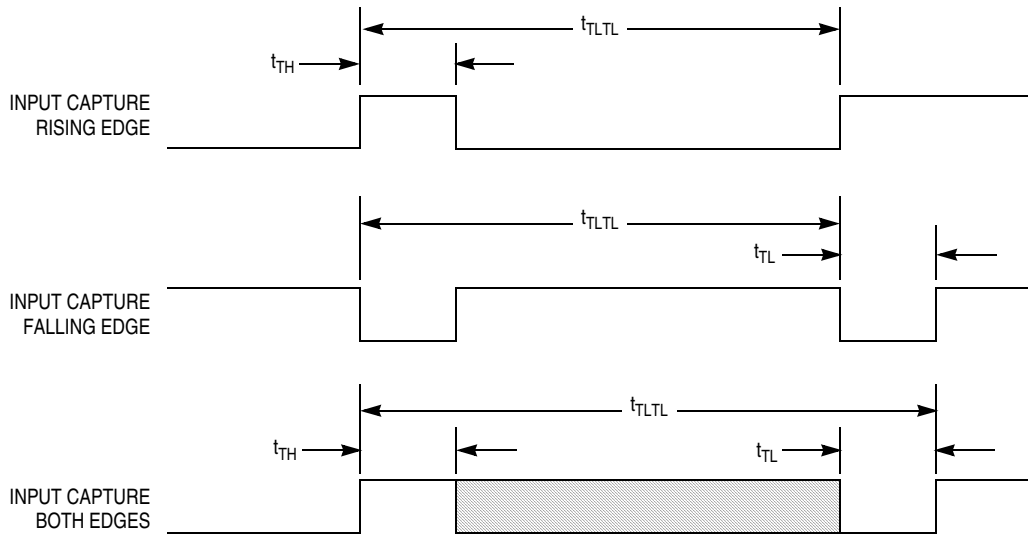 tTLTL
tTH
INPUT CAPTURE
RISING EDGE
tTLTL
tTL
INPUT CAPTURE
FALLING EDGE
tTLTL
tTH
tTL
INPUT CAPTURE
BOTH EDGES